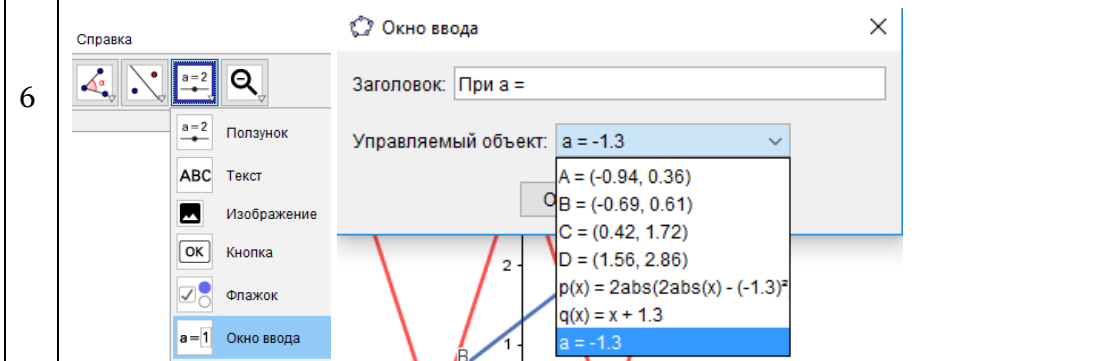 6
Справка
a = 2
a = 2
Ползунок
ABC
Текст
Изображение
OK
Кнопка
Флажок
a = 1
Окно ввода
Окно ввода
Заголовок: При a =
Управляемый объект: a = -1.3
A = (-0.94, 0.36)
B = (-0.69, 0.61)
C = (0.42, 1.72)
D = (1.56, 2.86)
p(x) = 2abs(2abs(x) - (-1.3)²
q(x) = x + 1.3
a = -1.3
2
1
B